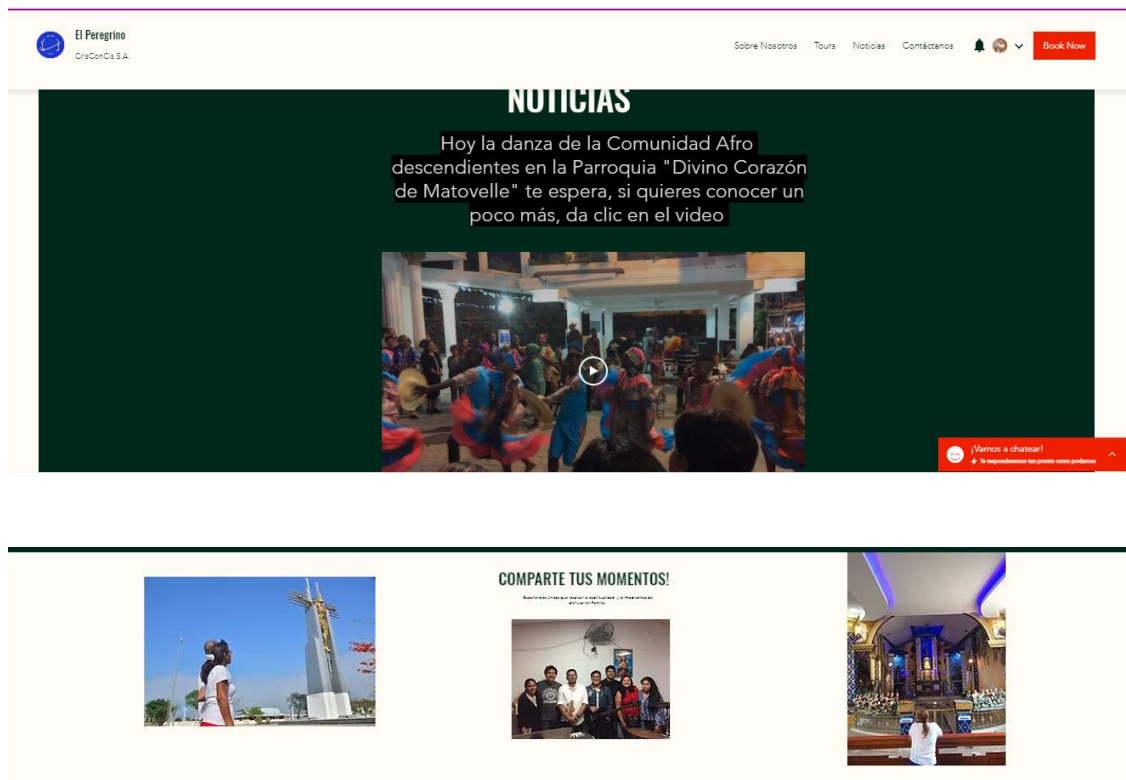 El Peregrino
CrisConCis S.A.
Sobre Nosotros Tours Noticias Contáctanos Book Now
NOTICIAS
Hoy la danza de la Comunidad Afro
descendientes en la Parroquia "Divino Corazón
de Matovelle" te espera, si quieres conocer un
poco más, da clic en el video
¡Vamos a chatear!
Te responderemos tan pronto como podamos
COMPARTE TUS MOMENTOS!